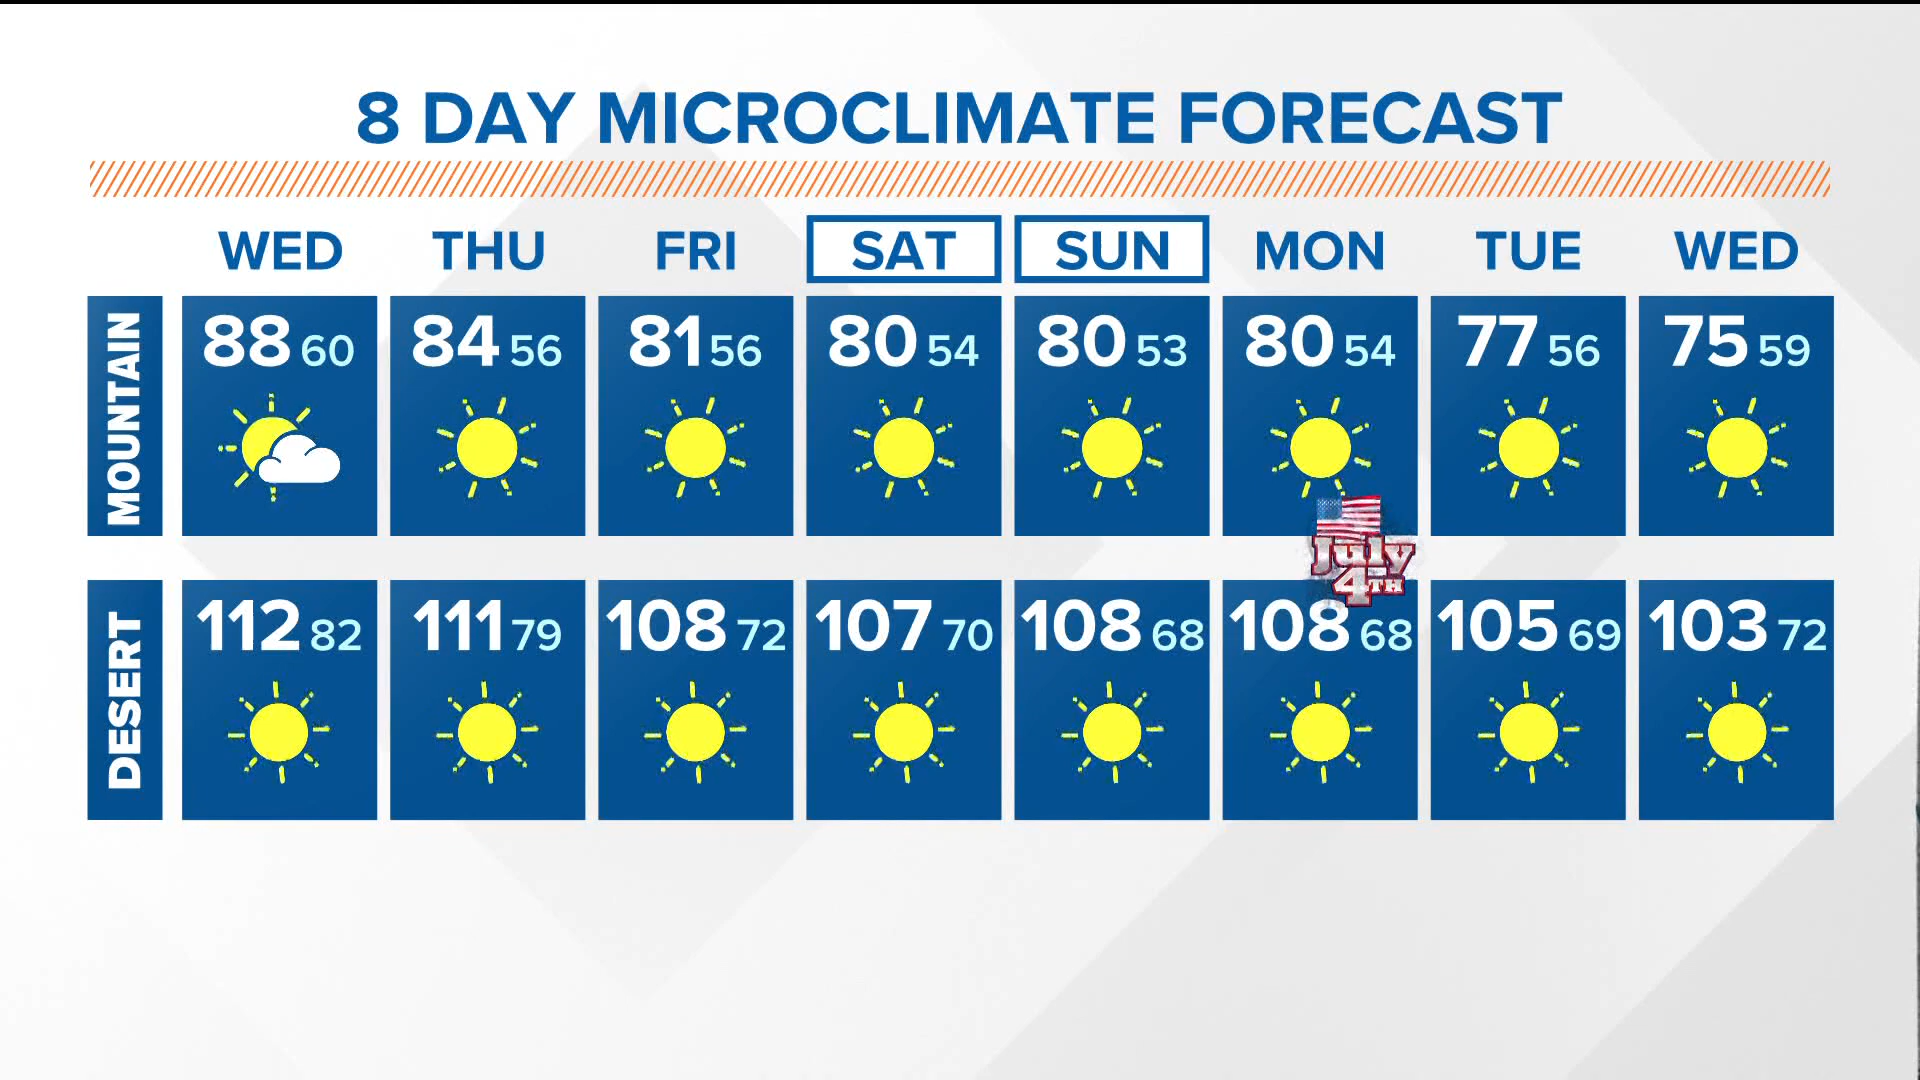 8 DAY MICROCLIMATE FORECAST
WED THU FRI SAT SUN MON TUE WED
MOUNTAIN
88 60 84 56 81 56 80 54 80 53 80 54 77 56 75 59
July
4TH
DESERT
112 82 111 79 108 72 107 70 108 68 108 68 105 69 103 72